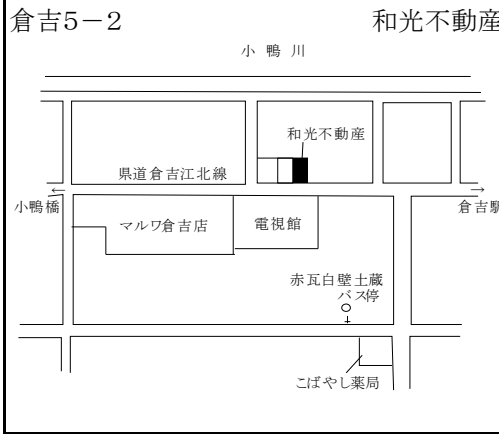 倉吉5－2
和光不動産
小鴨川
和光不動産
県道倉吉江北線
←
→
小鴨橋
倉吉駅
マルワ倉吉店
電視館
赤瓦白壁土蔵
バス停
こばやし薬局